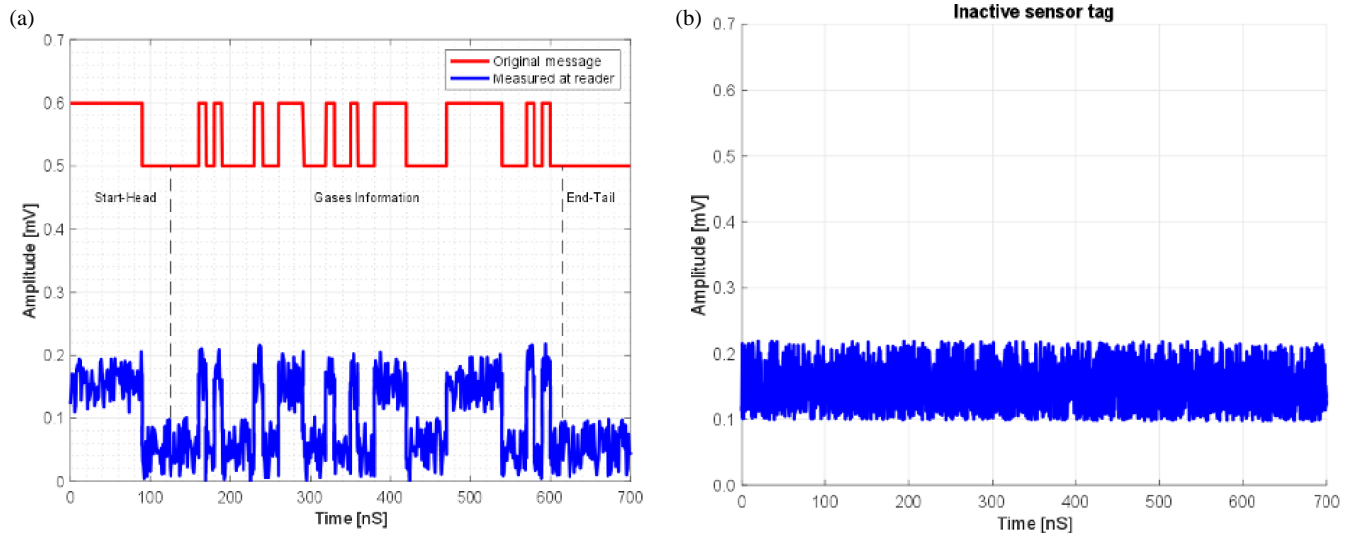 (a)
0.7
0.6
0.5
0.4
0.3
0.2
0.1
0
Amplitude [mV]
Original message
Measured at reader
Start-Head
Gases Information
End-Tail
0 100 200 300 400 500 600 700
Time [nS]
(b)
Inactive sensor tag
0.7
0.6
0.5
0.4
0.3
0.2
0.1
0.0
Amplitude [mV]
0 100 200 300 400 500 600 700
Time [nS]